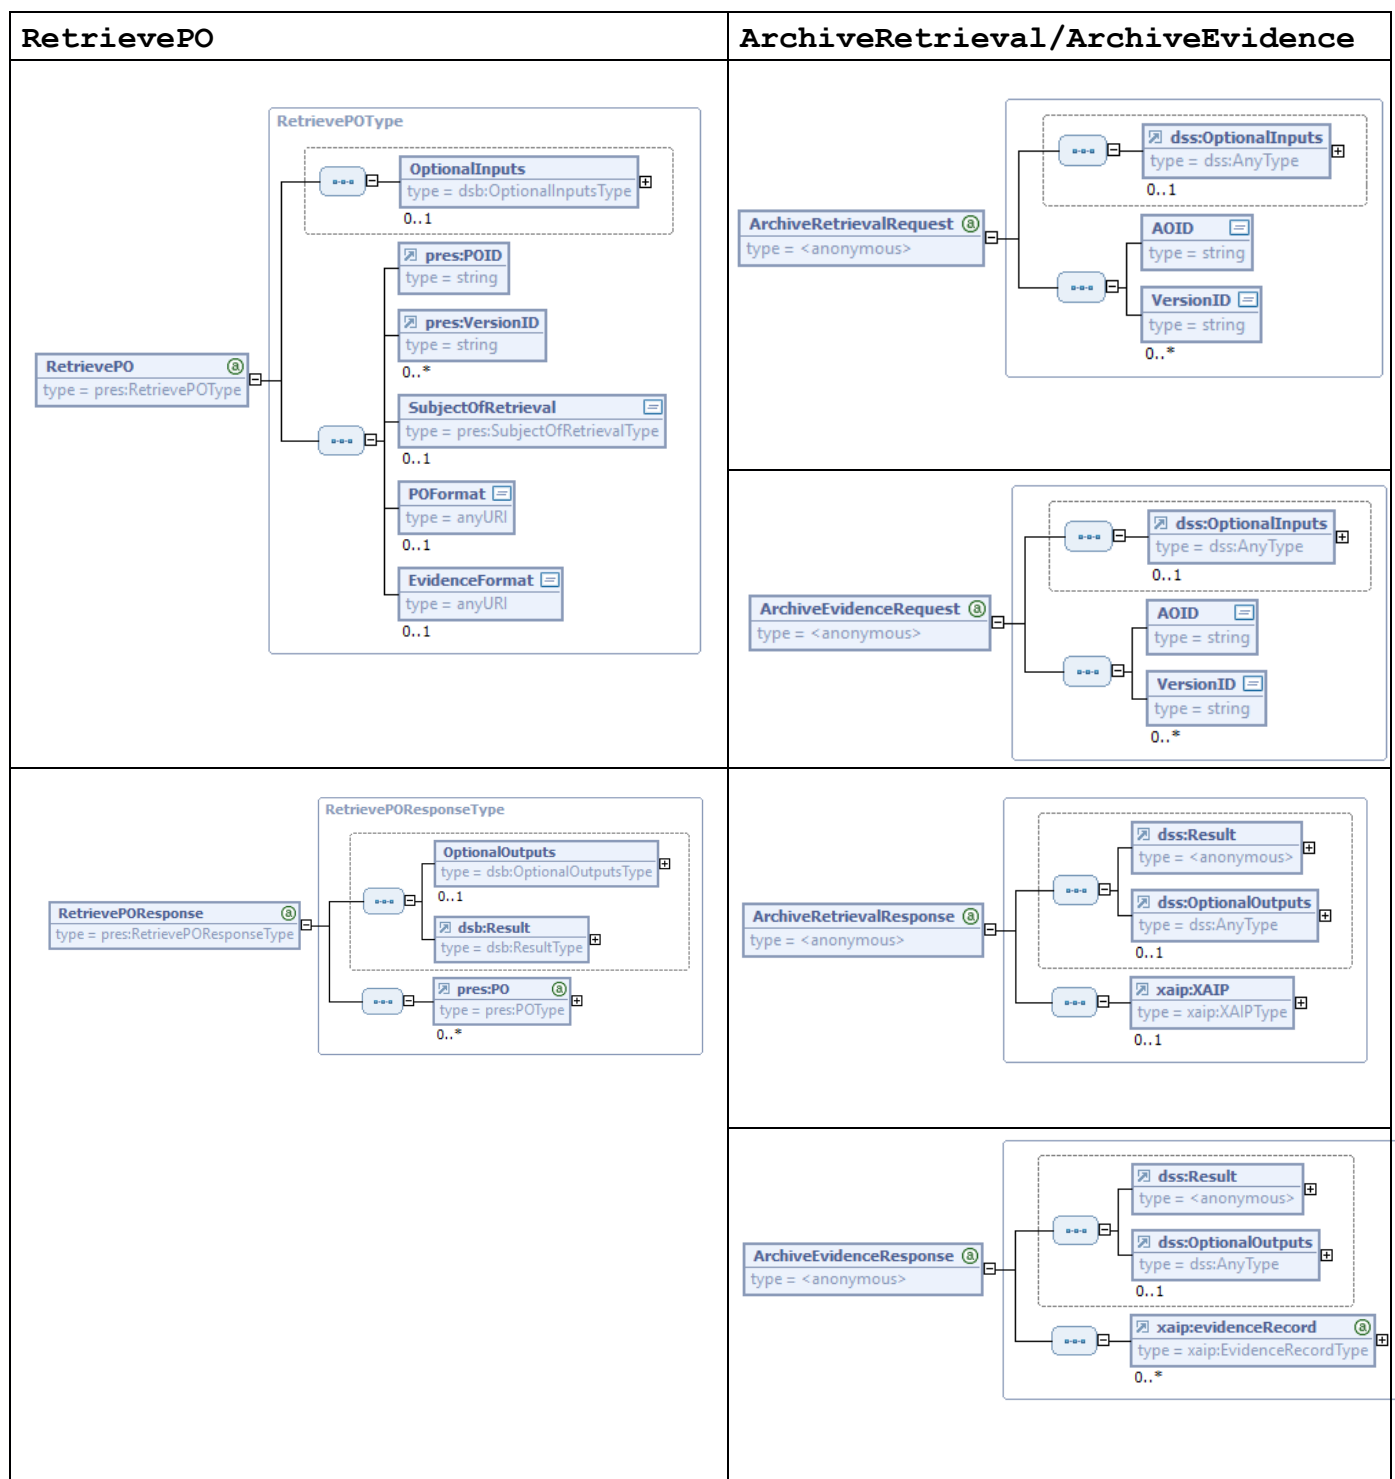 RetrievePO
ArchiveRetrieval/ArchiveEvidence
RetrievePOType
OptionalInputs
type = dsb:OptionalInputsType
0..1
pres:POID
type = string
pres:VersionID
type = string
0..*
RetrievePO
type = pres:RetrievePOType
SubjectOfRetrieval
type = pres:SubjectOfRetrievalType
0..1
POFormat
type = anyURI
0..1
EvidenceFormat
type = anyURI
0..1
dss:OptionalInputs
type = dss:AnyType
0..1
ArchiveRetrievalRequest
type = <anonymous>
AOID
type = string
VersionID
type = string
0..*
dss:OptionalInputs
type = dss:AnyType
0..1
ArchiveEvidenceRequest
type = <anonymous>
AOID
type = string
VersionID
type = string
0..*
RetrievePOResponseType
OptionalOutputs
type = dsb:OptionalOutputsType
0..1
RetrievePOResponse
type = pres:RetrievePOResponseType
dsb:Result
type = dsb:ResultType
pres:PO
type = pres:POType
0..*
dss:Result
type = <anonymous>
ArchiveRetrievalResponse
type = <anonymous>
dss:OptionalOutputs
type = dss:AnyType
0..1
xaip:XAIP
type = xaip:XAIPType
0..1
dss:Result
type = <anonymous>
ArchiveEvidenceResponse
type = <anonymous>
dss:OptionalOutputs
type = dss:AnyType
0..1
xaip:evidenceRecord
type = xaip:EvidenceRecordType
0..*